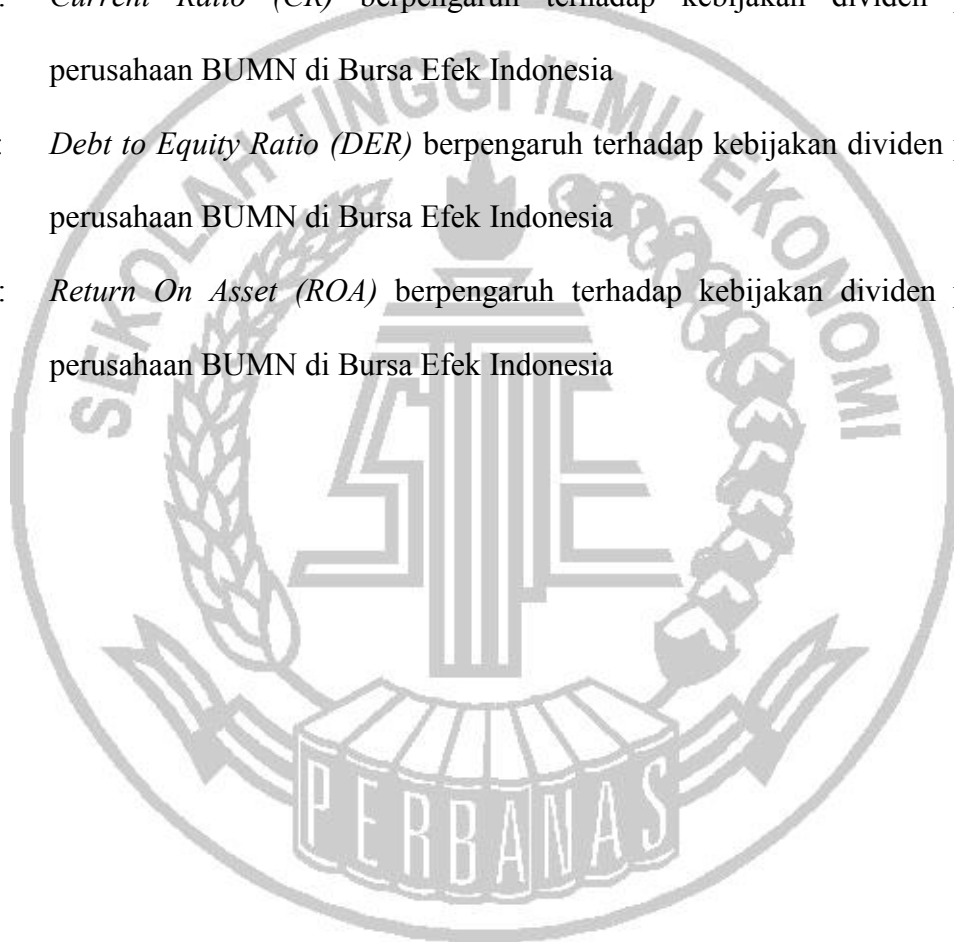 : Current Ratio (CR) berpengaruh terhadap kebijakan dividen
perusahaan BUMN di Bursa Efek Indonesia
: Debt to Equity Ratio (DER) berpengaruh terhadap kebijakan dividen
perusahaan BUMN di Bursa Efek Indonesia
: Return On Asset (ROA) berpengaruh terhadap kebijakan dividen
perusahaan BUMN di Bursa Efek Indonesia
SEKOLAH TINGGI ILMU EKONOMI
PERBANAS